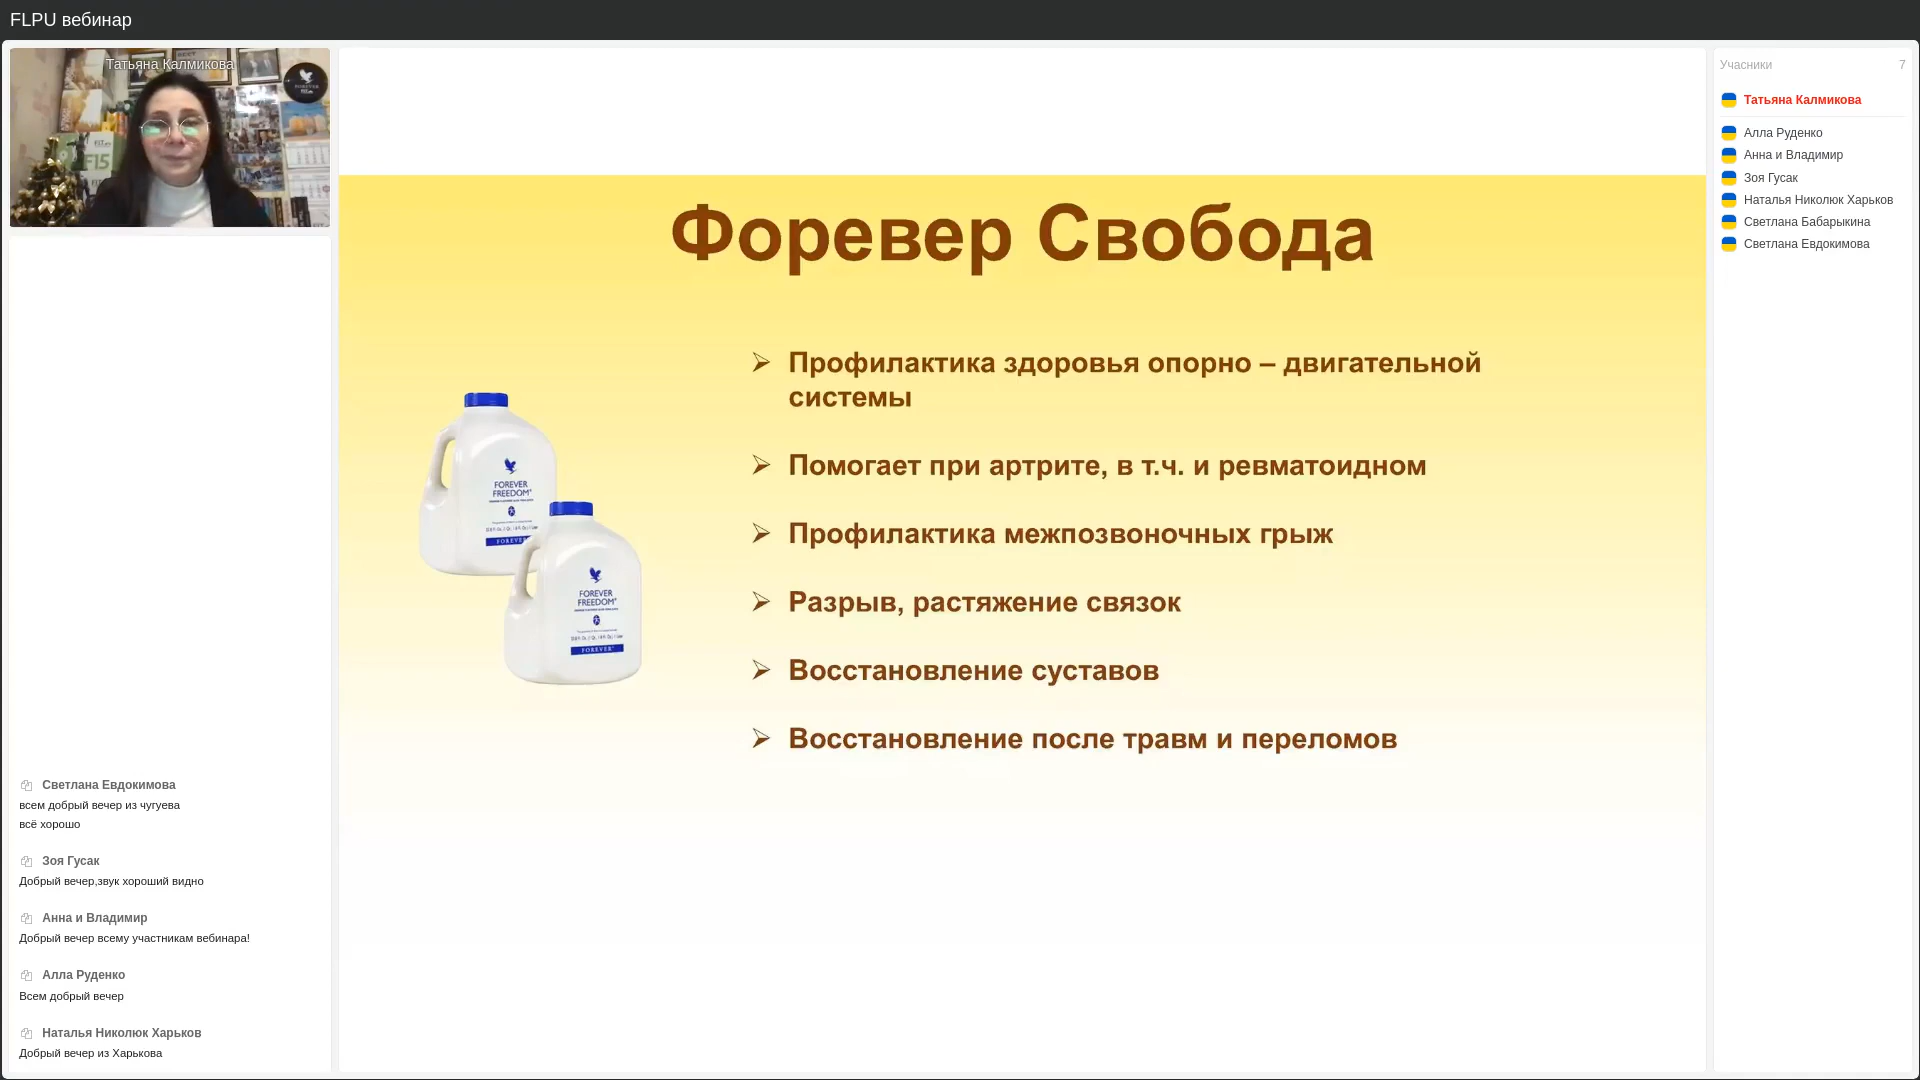 FLPU вебинар
Татьяна Калмикова
FOREVER
F15
Форевер Свобода
Профилактика здоровья опорно – двигательной
системы
Помогает при артрите, в т.ч. и ревматоидном
Профилактика межпозвоночных грыж
Разрыв, растяжение связок
Восстановление суставов
Восстановление после травм и переломов
FOREVER
FREEDOM®
FOREVER
FOREVER
FREEDOM®
FOREVER
Светлана Евдокимова
всем добрый вечер из чугуева
всё хорошо
Зоя Гусак
Добрый вечер,звук хороший видно
Анна и Владимир
Добрый вечер всему участникам вебинара!
Алла Руденко
Всем добрый вечер
Наталья Николюк Харьков
Добрый вечер из Харькова
Учасники 7
Татьяна Калмикова
Алла Руденко
Анна и Владимир
Зоя Гусак
Наталья Николюк Харьков
Светлана Бабарыкина
Светлана Евдокимова